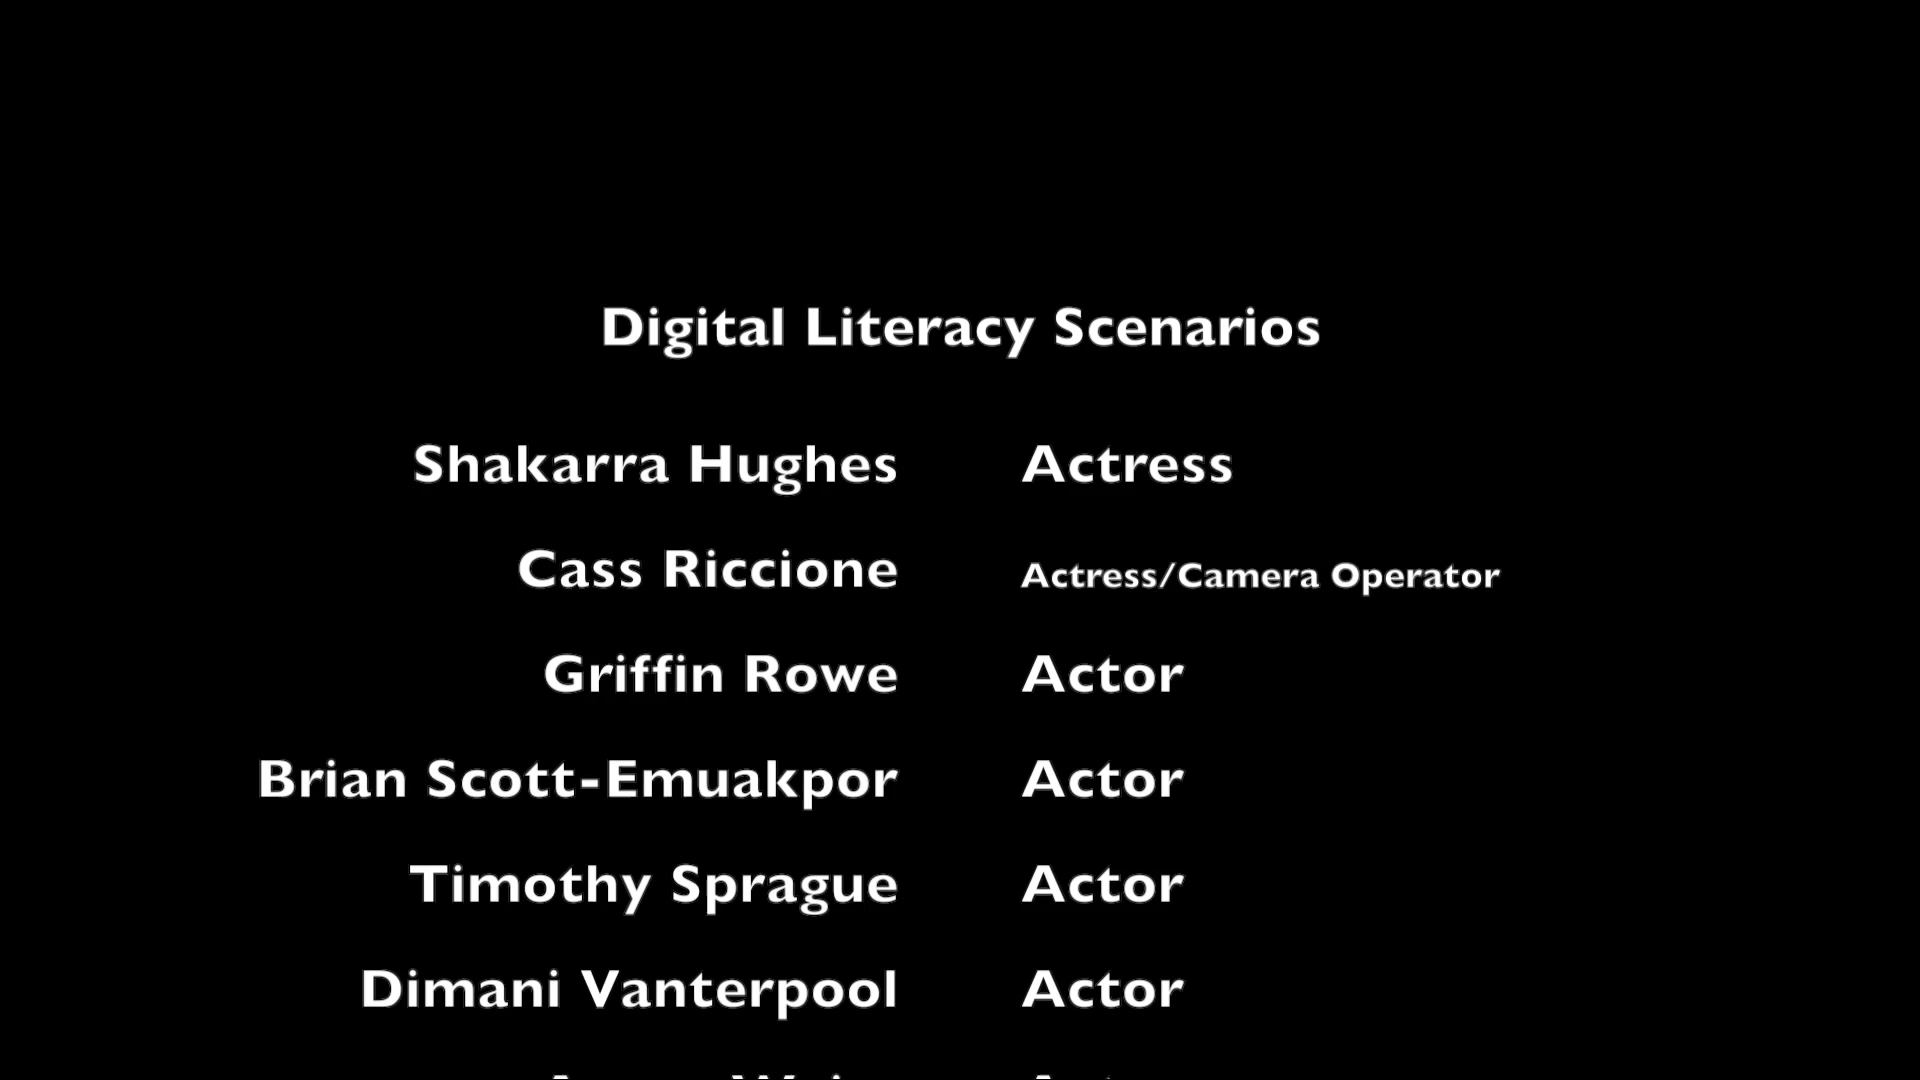 Digital Literacy Scenarios
Shakarra Hughes Actress
Cass Riccione Actress/Camera Operator
Griffin Rowe Actor
Brian Scott-Emuakpor Actor
Timothy Sprague Actor
Dimani Vanterpool Actor